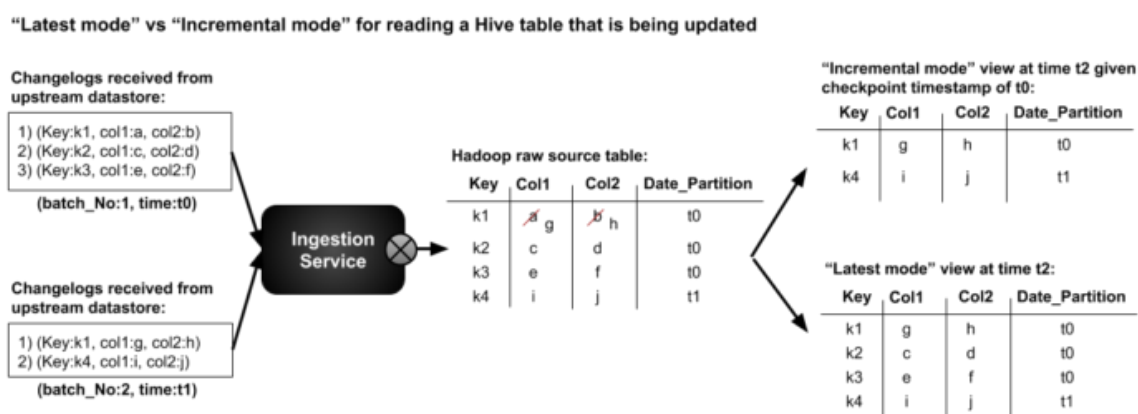 “Latest mode” vs “Incremental mode” for reading a Hive table that is being updated
Changelogs received from
upstream datastore:
1) (Key:k1, col1:a, col2:b)
2) (Key:k2, col1:c, col2:d)
3) (Key:k3, col1:e, col2:f)
(batch_No:1, time:t0)
Changelogs received from
upstream datastore:
1) (Key:k1, col1:g, col2:h)
2) (Key:k4, col1:i, col2:j)
(batch_No:2, time:t1)
Ingestion
Service
Hadoop raw source table:
Key Col1 Col2 Date_Partition
k1 a g b h t0
k2 c d t0
k3 e f t0
k4 i j t1
“Incremental mode” view at time t2 given
checkpoint timestamp of t0:
Key Col1 Col2 Date_Partition
k1 g h t0
k4 i j t1
“Latest mode” view at time t2:
Key Col1 Col2 Date_Partition
k1 g h t0
k2 c d t0
k3 e f t0
k4 i j t1